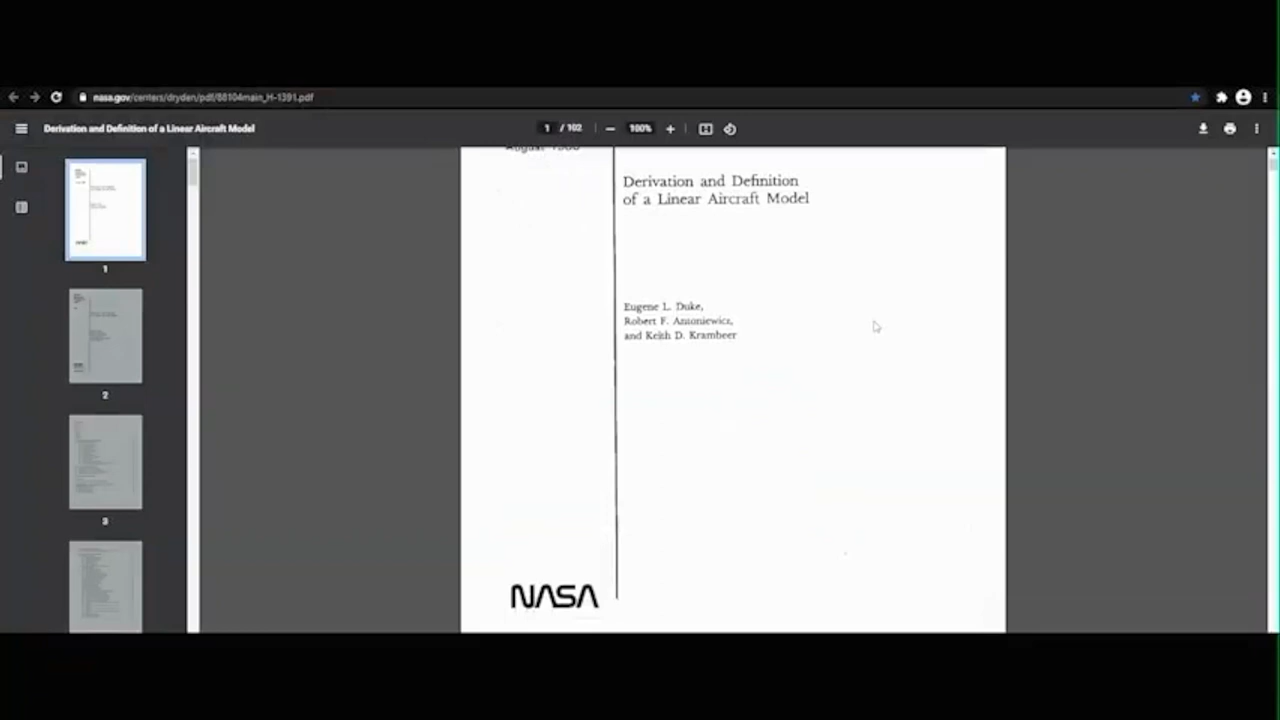 nasa.gov/centers/dryden/pdf/88104main_H-1391.pdf
Derivation and Definition of a Linear Aircraft Model
1 / 102
100%
Derivation and Definition
of a Linear Aircraft Model
Eugene L. Duke,
Robert F. Antoniewicz,
and Keith D. Krambeer
NASA
1
2
3